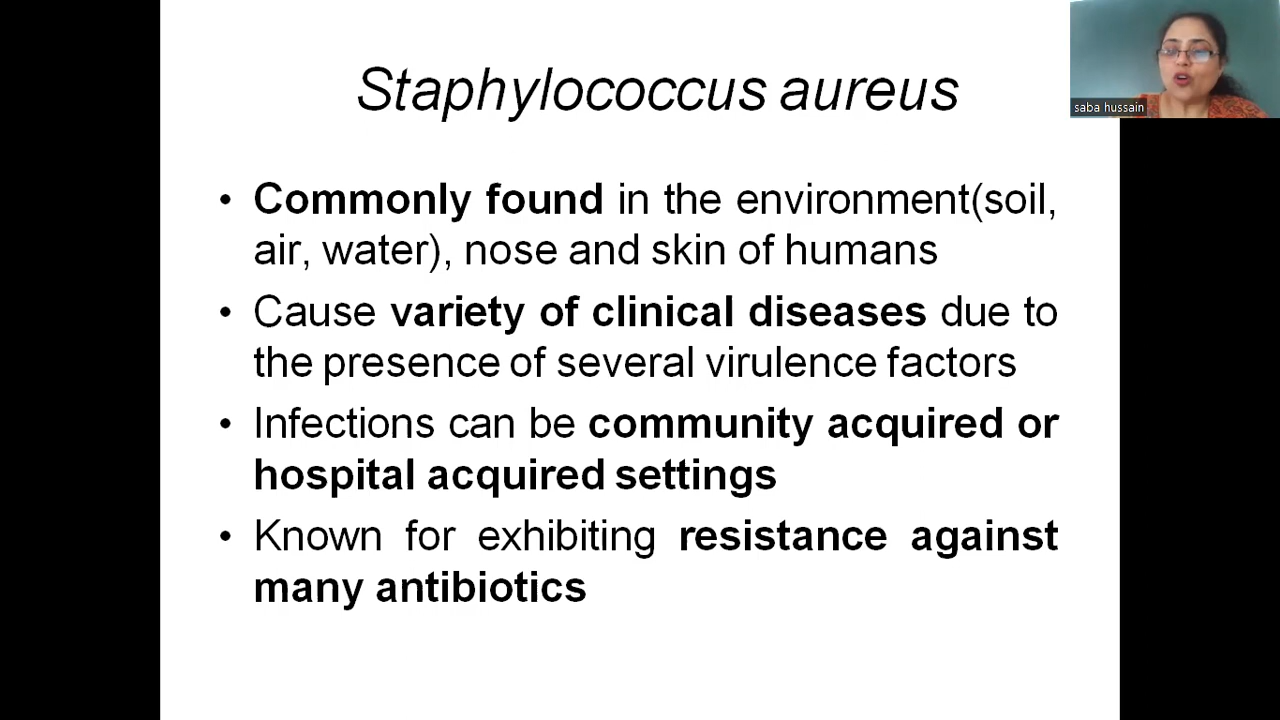 Staphylococcus aureus
saba hussain
• Commonly found in the environment(soil,
air, water), nose and skin of humans
• Cause variety of clinical diseases due to
the presence of several virulence factors
• Infections can be community acquired or
hospital acquired settings
• Known for exhibiting resistance against
many antibiotics